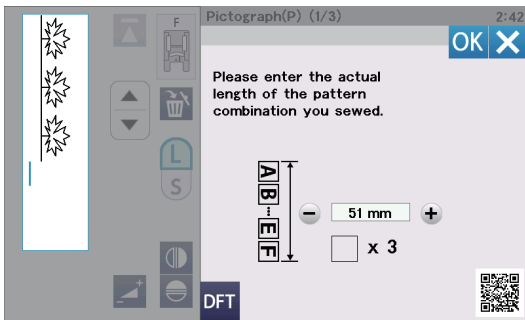 Pictograph(P) (1/3)
2:42
F
OK
Please enter the actual
length of the pattern
combination you sewed.
L
S
A B E F
51 mm
x 3
DFT